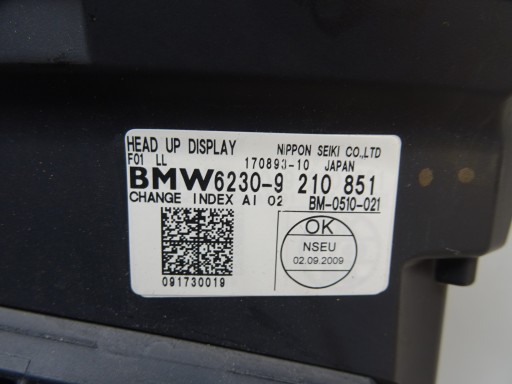 HEAD UP DISPLAY NIPPON SEIKI CO.,LTD
F01 LL 170893-10 JAPAN
BMW6230-9 210 851
CHANGE INDEX AI 02 BM-0510-021
OK
NSEU
02.09.2009
091730019